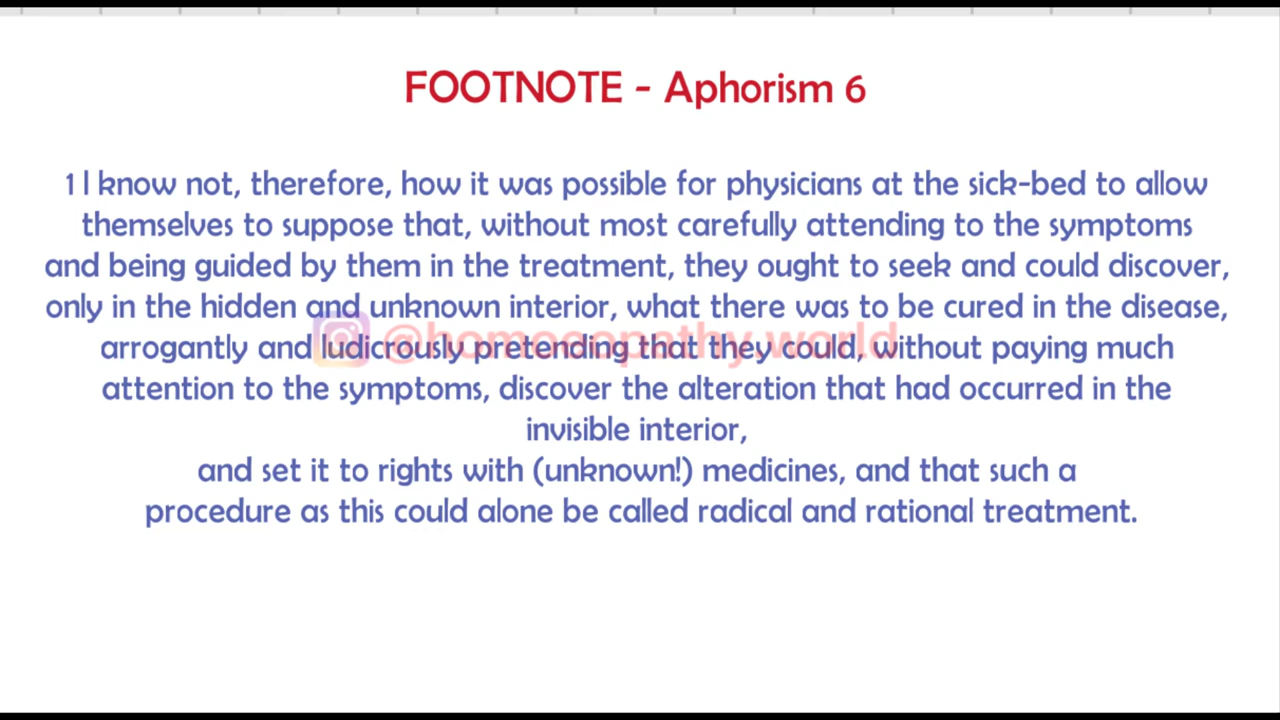 FOOTNOTE - Aphorism 6
1 I know not, therefore, how it was possible for physicians at the sick-bed to allow
themselves to suppose that, without most carefully attending to the symptoms
and being guided by them in the treatment, they ought to seek and could discover,
only in the hidden and unknown interior, what there was to be cured in the disease,
arrogantly and ludicrously pretending that they could, without paying much
@homoeopathy.world
attention to the symptoms, discover the alteration that had occurred in the
invisible interior,
and set it to rights with (unknown!) medicines, and that such a
procedure as this could alone be called radical and rational treatment.